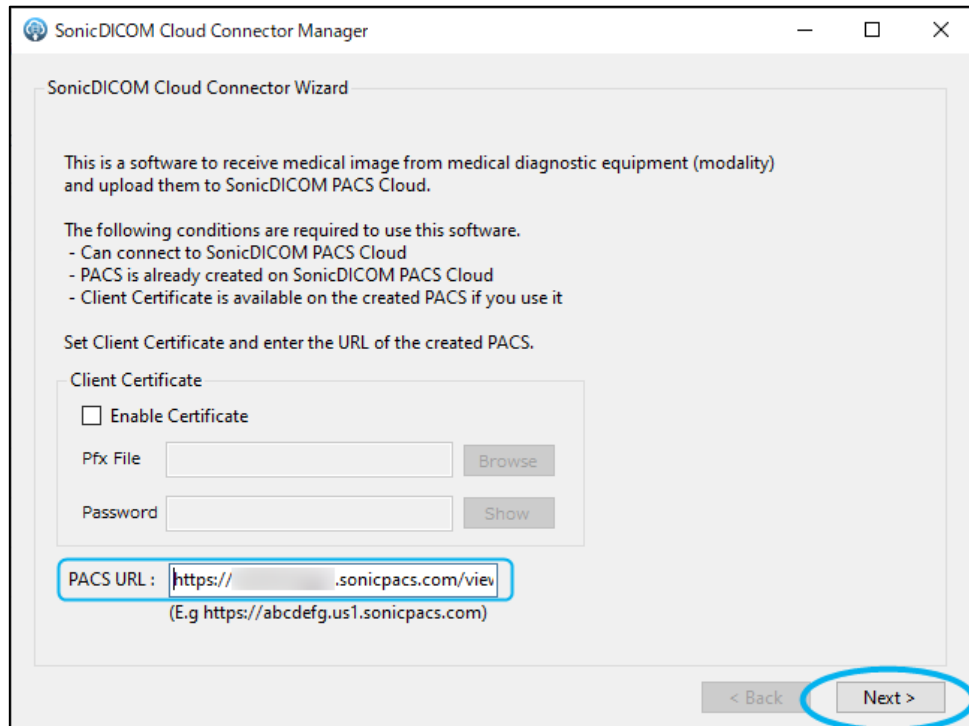 SonicDICOM Cloud Connector Manager
SonicDICOM Cloud Connector Wizard
This is a software to receive medical image from medical diagnostic equipment (modality)
and upload them to SonicDICOM PACS Cloud.
The following conditions are required to use this software.
- Can connect to SonicDICOM PACS Cloud
- PACS is already created on SonicDICOM PACS Cloud
- Client Certificate is available on the created PACS if you use it
Set Client Certificate and enter the URL of the created PACS.
Client Certificate
Enable Certificate
Pfx File Browse
Password Show
PACS URL : https:// .sonicpacs.com/view
(E.g https://abcdefg.us1.sonicpacs.com)
< Back Next >